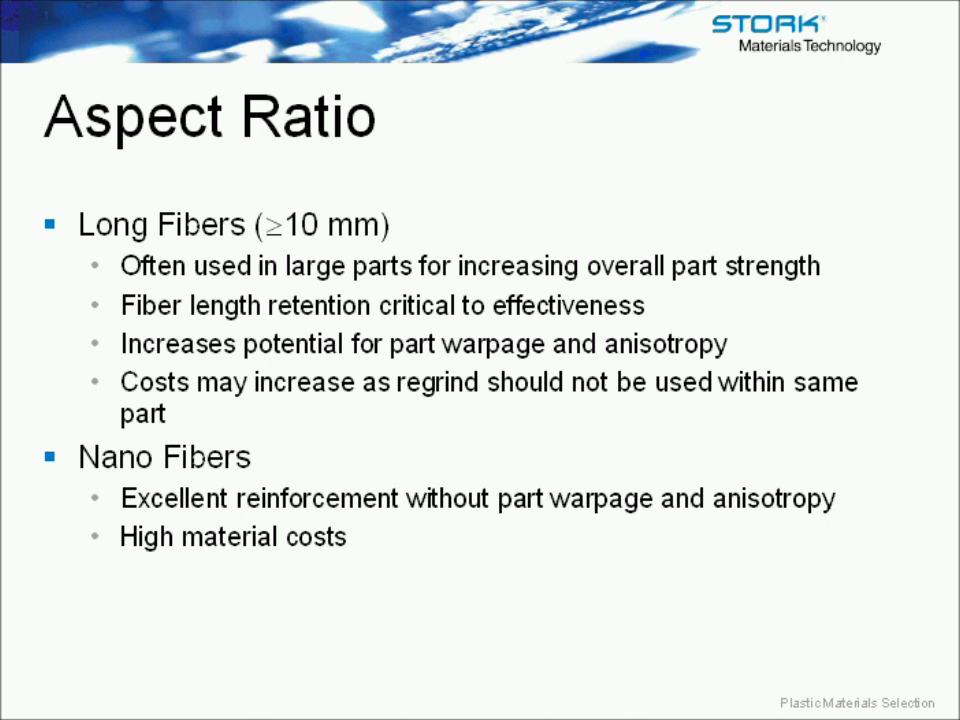 STORK
Materials Technology
Aspect Ratio
▪ Long Fibers (≥10 mm)
• Often used in large parts for increasing overall part strength
• Fiber length retention critical to effectiveness
• Increases potential for part warpage and anisotropy
• Costs may increase as regrind should not be used within same
part
▪ Nano Fibers
• Excellent reinforcement without part warpage and anisotropy
• High material costs
Plastic Materials Selection